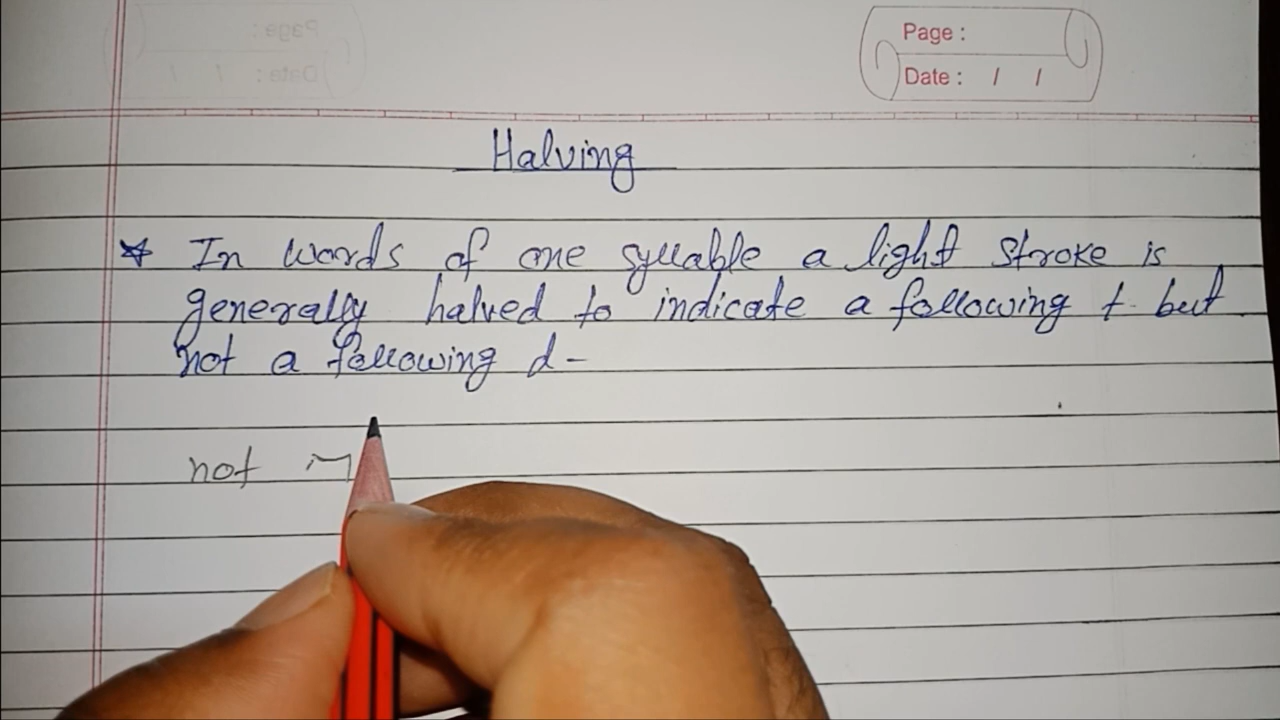 Page :
Date : / /
Halving
* In words of one syllable a light stroke is
generally halved to indicate a following t. but
not a following d-
not